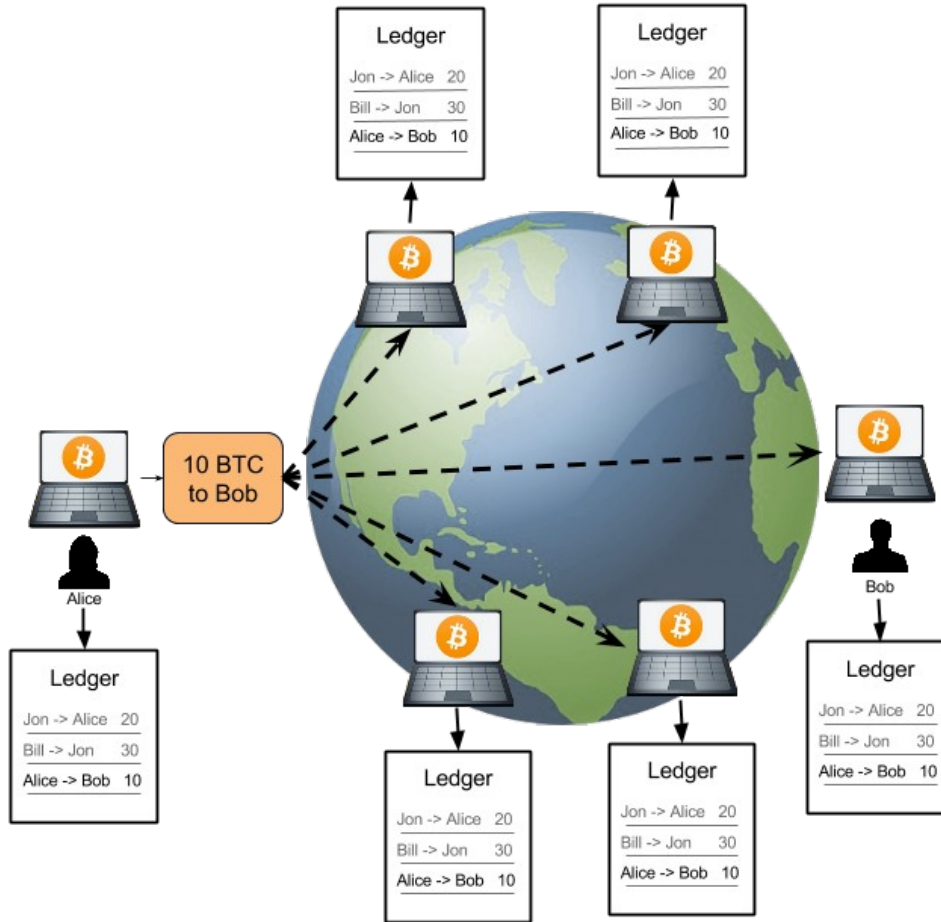 Ledger
Jon -> Alice 20
Bill -> Jon 30
Alice -> Bob 10
Ledger
Jon -> Alice 20
Bill -> Jon 30
Alice -> Bob 10
10 BTC
to Bob
Alice
Bob
Ledger
Jon -> Alice 20
Bill -> Jon 30
Alice -> Bob 10
Ledger
Jon -> Alice 20
Bill -> Jon 30
Alice -> Bob 10
Ledger
Jon -> Alice 20
Bill -> Jon 30
Alice -> Bob 10
Ledger
Jon -> Alice 20
Bill -> Jon 30
Alice -> Bob 10